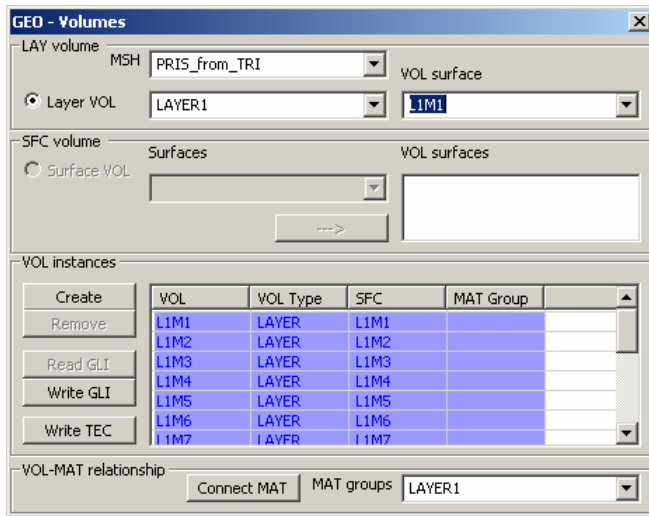 GEO - Volumes
LAY volume
MSH PRIS_from_TRI
VOL surface
Layer VOL LAYER1 L1M1
SFC volume
Surfaces VOL surfaces
Surface VOL
--->
VOL instances
Create VOL VOL Type SFC MAT Group
Remove L1M1 LAYER L1M1
L1M2 LAYER L1M2
Read GLI L1M3 LAYER L1M3
L1M4 LAYER L1M4
Write GLI L1M5 LAYER L1M5
L1M6 LAYER L1M6
Write TEC L1M7 LAYER L1M7
VOL-MAT relationship
Connect MAT MAT groups LAYER1